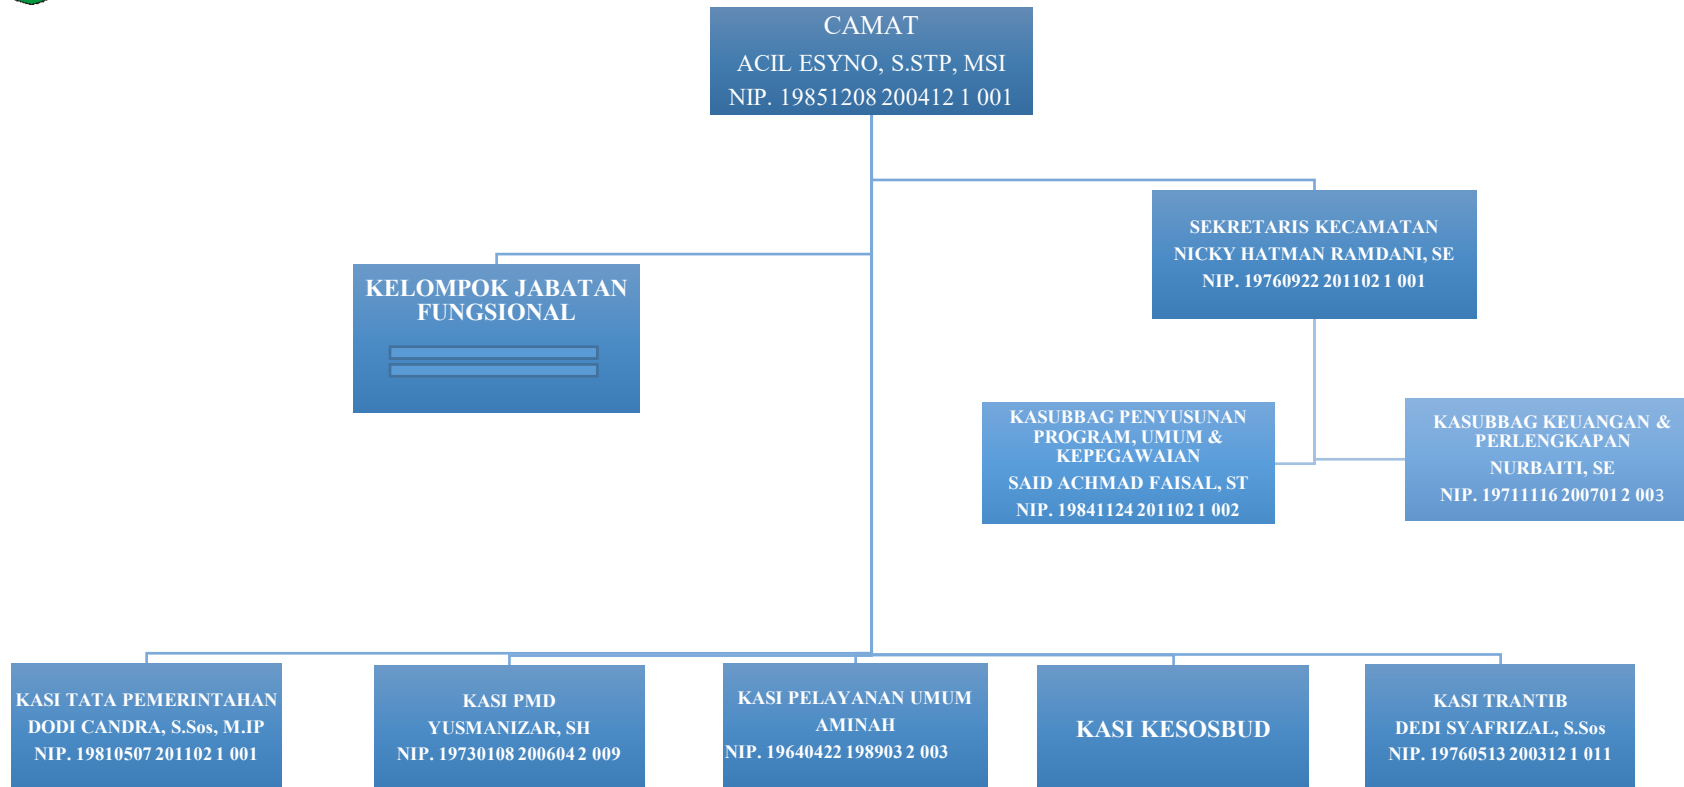 CAMAT
ACIL ESYNO, S.STP, MSI
NIP. 19851208 200412 1 001
SEKRETARIS KECAMATAN
NICKY HATMAN RAMDANI, SE
NIP. 19760922 201102 1 001
KELOMPOK JABATAN
FUNGSIONAL
KASUBBAG PENYUSUNAN
PROGRAM, UMUM &
KEPEGAWAIAN
SAID ACHMAD FAISAL, ST
NIP. 19841124 201102 1 002
KASUBBAG KEUANGAN &
PERLENGKAPAN
NURBAITI, SE
NIP. 19711116 200701 2 003
KASI TATA PEMERINTAHAN
DODI CANDRA, S.Sos, M.IP
NIP. 19810507 201102 1 001
KASI PMD
YUSMANIZAR, SH
NIP. 19730108 200604 2 009
KASI PELAYANAN UMUM
AMINAH
NIP. 19640422 198903 2 003
KASI KESOSBUD
KASI TRANTIB
DEDI SYAFRIZAL, S.Sos
NIP. 19760513 200312 1 011